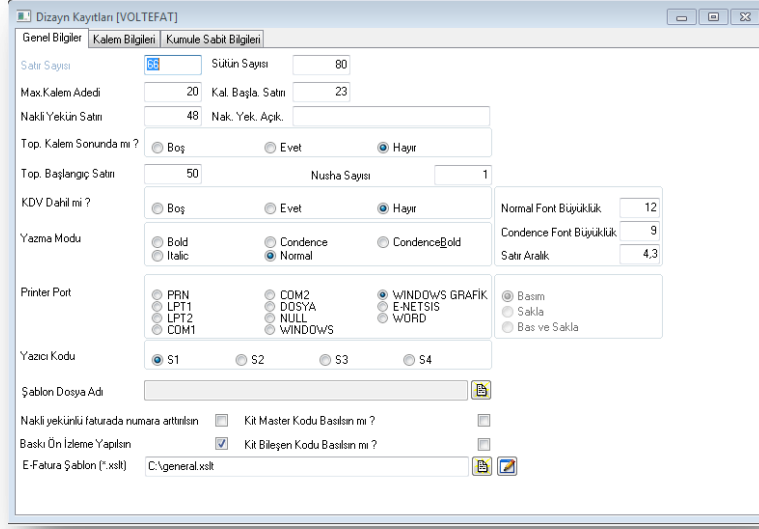 Dizayn Kayıtları [VOLTEFAT]
Genel Bilgiler Kalem Bilgileri Kumule Sabit Bilgileri
Satır Sayısı 66 Sütün Sayısı 80
Max.Kalem Adedi 20 Kal. Başla. Satırı 23
Nakli Yekün Satırı 48 Nak. Yek. Açık.
Top. Kalem Sonunda mı ? Boş Evet Hayır
Top. Başlangıç Satırı 50 Nusha Sayısı 1
KDV Dahil mi ? Boş Evet Hayır Normal Font Büyüklük 12
Condence Font Büyüklük 9
Yazma Modu Bold Condence CondenceBold
Italic Normal Satır Aralık 4,3
Printer Port PRN COM2 WINDOWS GRAFİK Basım
LPT1 DOSYA E-NETSIS Sakla
LPT2 NULL WORD
COM1 WINDOWS Bas ve Sakla
Yazıcı Kodu S1 S2 S3 S4
Şablon Dosya Adı
Nakli yekünlü faturada numara arttırılsın Kit Master Kodu Basılsın mı ?
Baskı Ön İzleme Yapılsın Kit Bileşen Kodu Basılsın mı ?
E-Fatura Şablon (*.xslt) C:\general.xslt